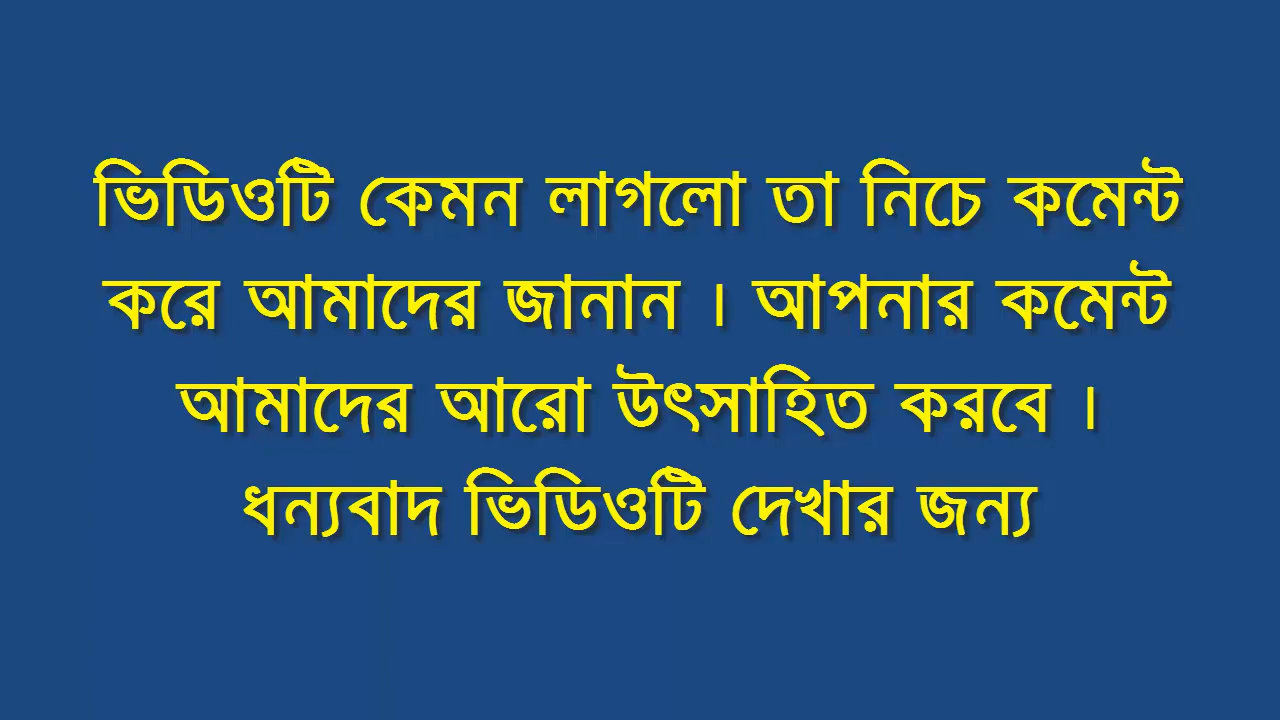 ভিডিওটি কেমন লাগলো তা নিচে কমেন্ট
করে আমাদের জানান । আপনার কমেন্ট
আমাদের আরো উৎসাহিত করবে ।
ধন্যবাদ ভিডিওটি দেখার জন্য